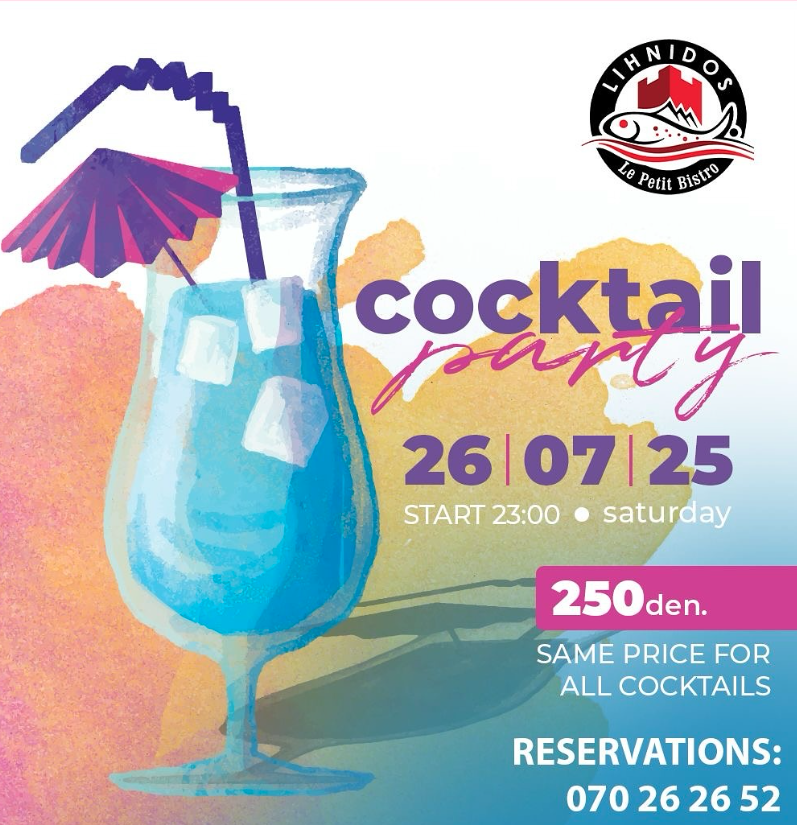 LIHNIDOS
Le Petit Bistro
cocktail
party
26|07|25
START 23:00 ● saturday
250den.
SAME PRICE FOR
ALL COCKTAILS
RESERVATIONS:
070 26 26 52